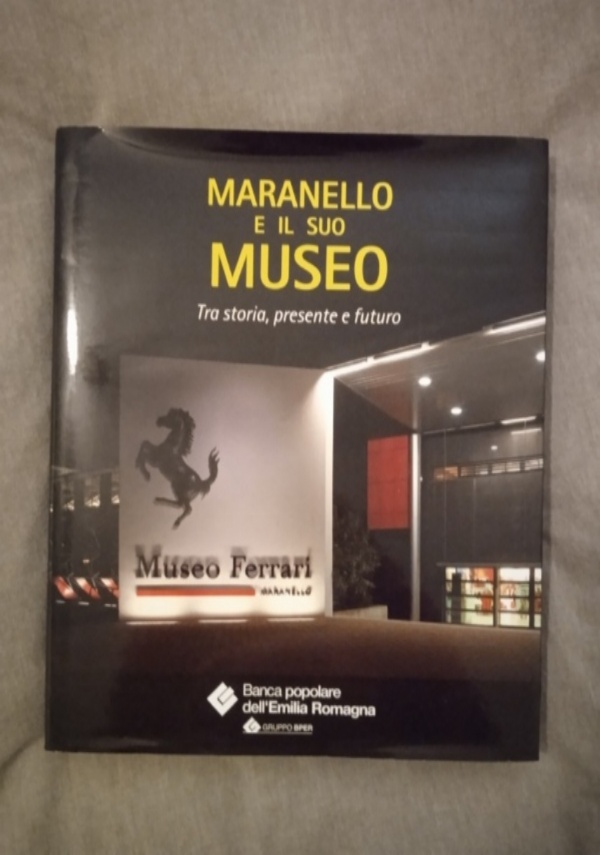 MARANELLO
E IL SUO
MUSEO
Tra storia, presente e futuro
Museo Ferrari
MARANELLO
Banca popolare
dell'Emilia Romagna
GRUPPO BPER